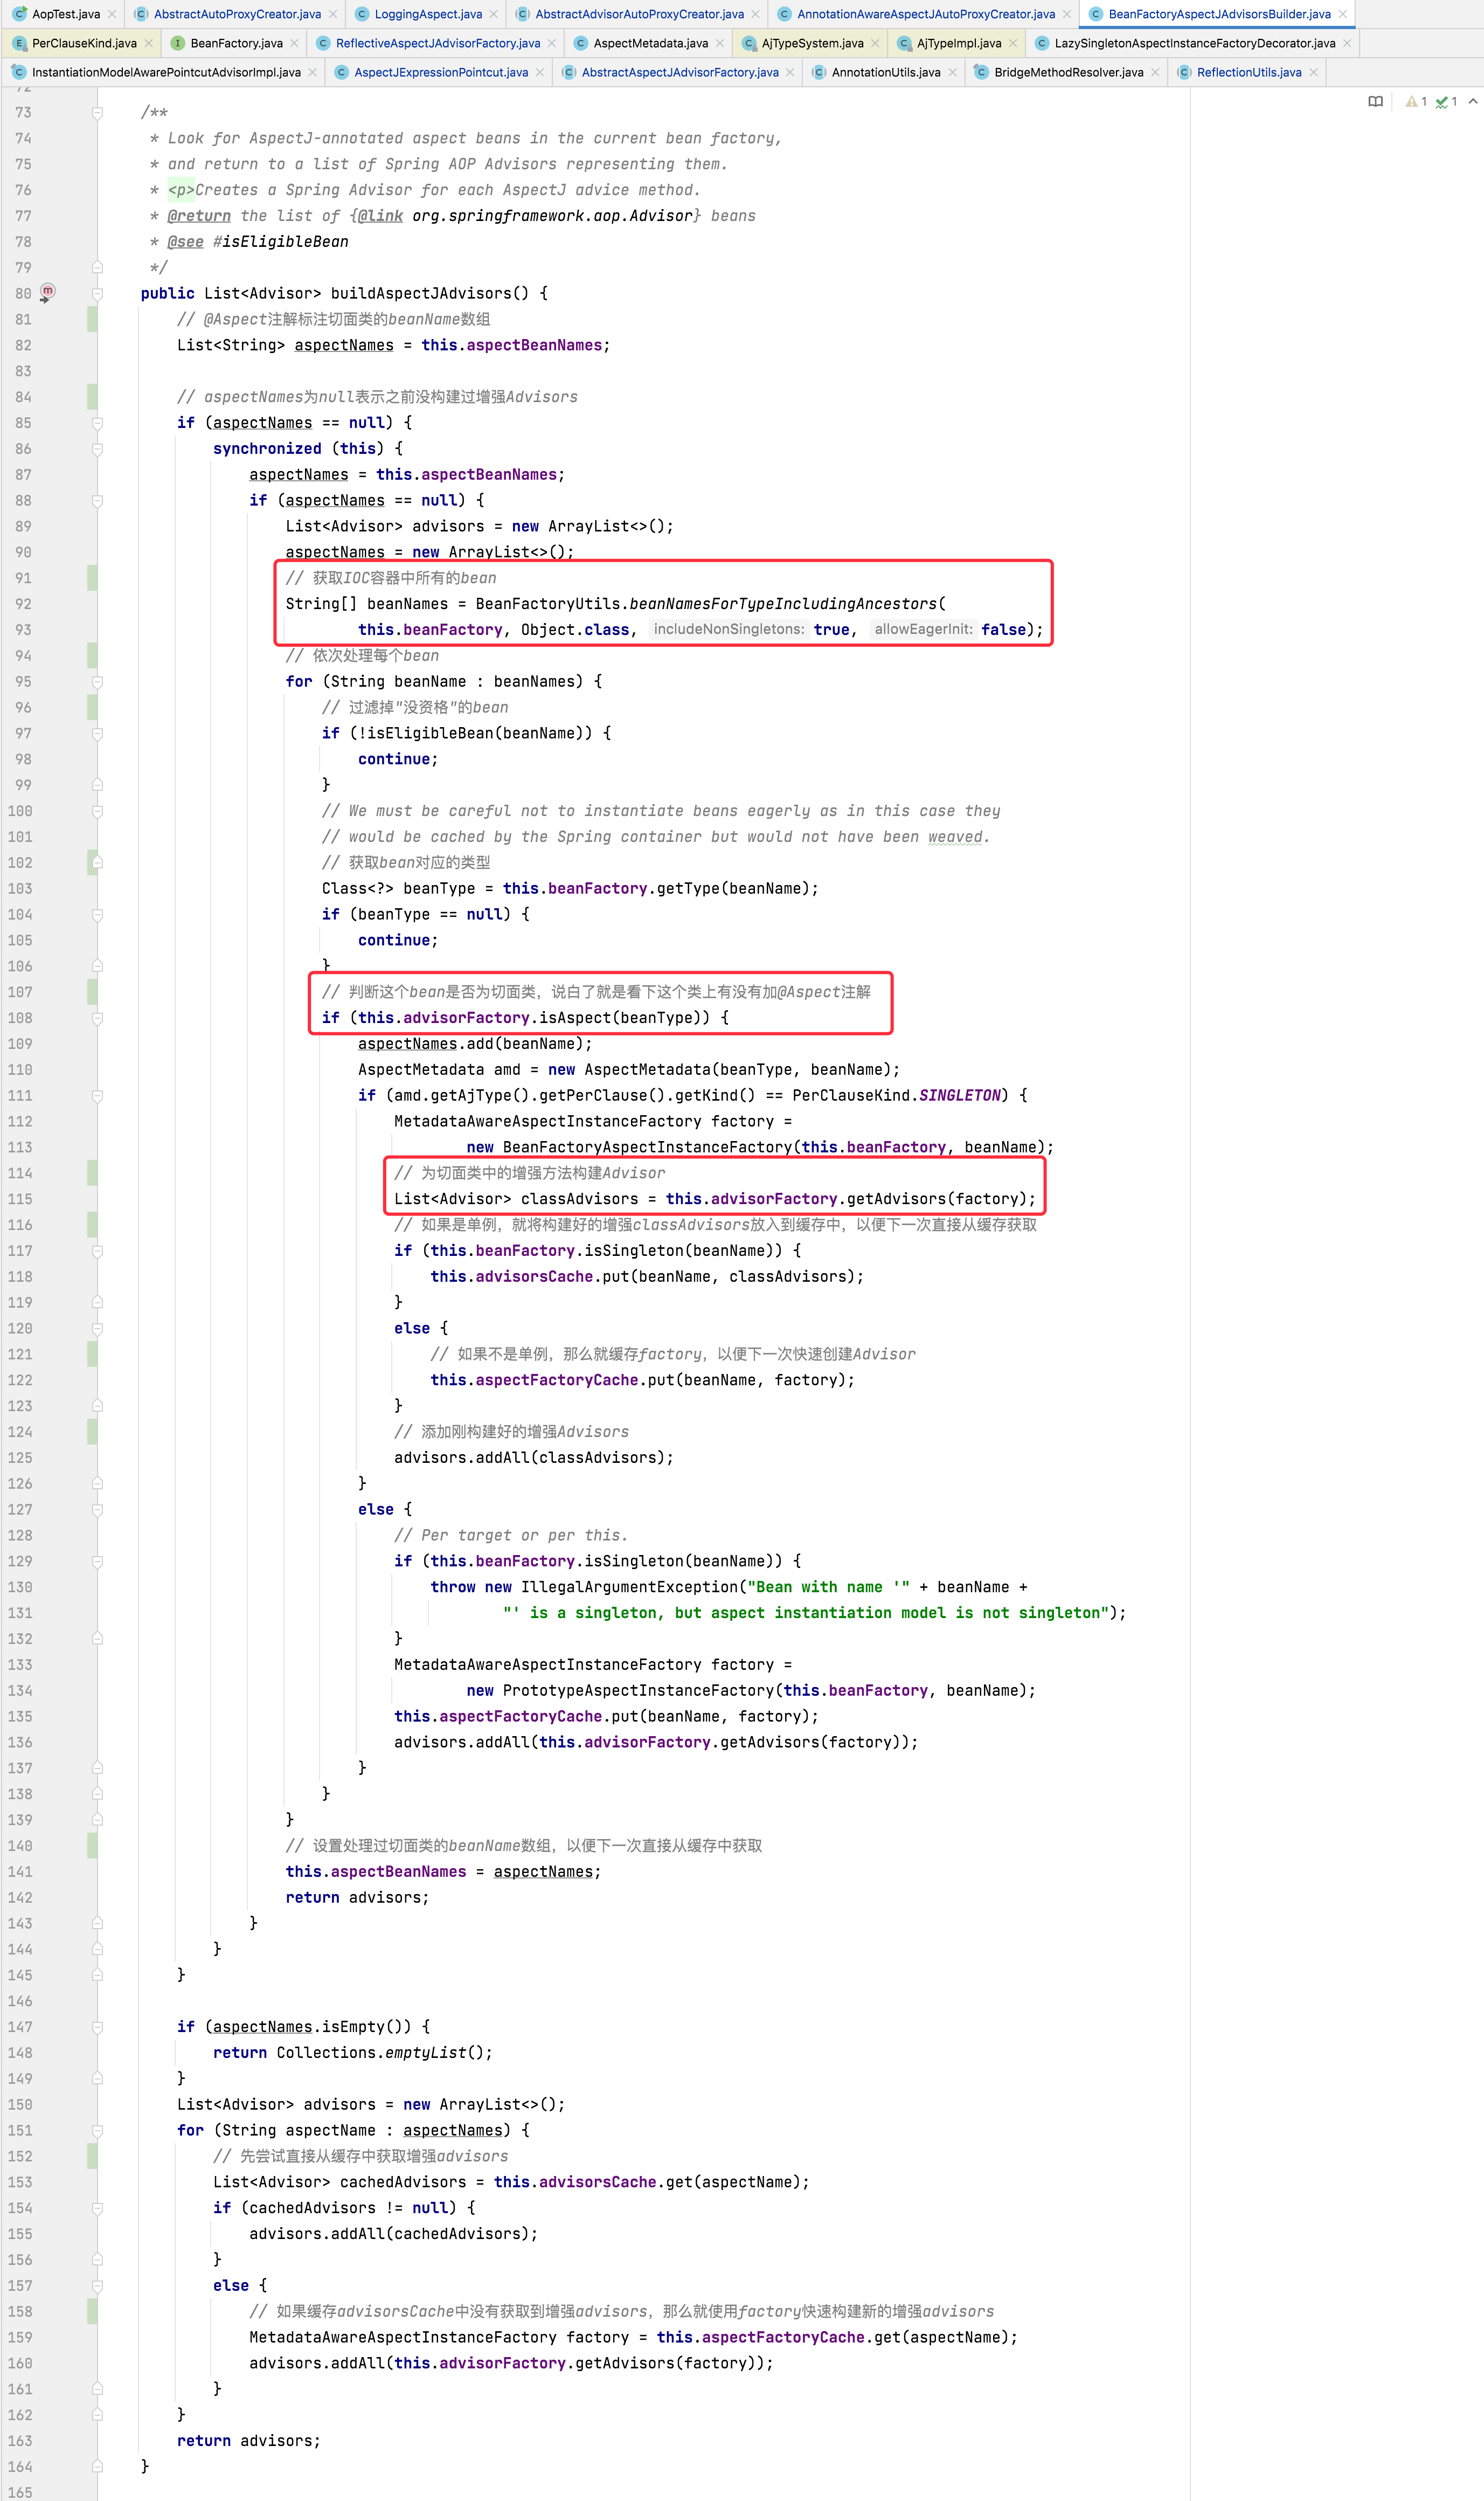 AopTest.java AbstractAutoProxyCreator.java LoggingAspect.java AbstractAdvisorAutoProxyCreator.java AnnotationAwareAspectJAutoProxyCreator.java BeanFactoryAspectJAdvisorsBuilder.java
PerClauseKind.java BeanFactory.java ReflectiveAspectJAdvisorFactory.java AspectMetadata.java AjTypeSystem.java AjTypeImpl.java LazySingletonAspectInstanceFactoryDecorator.java
InstantiationModelAwarePointcutAdvisorImpl.java AspectJExpressionPointcut.java AbstractAspectJAdvisorFactory.java AnnotationUtils.java BridgeMethodResolver.java ReflectionUtils.java
72
1 1
73 /**
74 * Look for AspectJ-annotated aspect beans in the current bean factory,
75 * and return to a list of Spring AOP Advisors representing them.
76 * <p>Creates a Spring Advisor for each AspectJ advice method.
77 * @return the list of {@link org.springframework.aop.Advisor} beans
78 * @see #isEligibleBean
79 */
80 public List<Advisor> buildAspectJAdvisors() {
81 // @Aspect注解标注切面类的beanName数组
82 List<String> aspectNames = this.aspectBeanNames;
83
84 // aspectNames为null表示之前没构建过增强Advisors
85 if (aspectNames == null) {
86 synchronized (this) {
87 aspectNames = this.aspectBeanNames;
88 if (aspectNames == null) {
89 List<Advisor> advisors = new ArrayList<>();
90 aspectNames = new ArrayList<>();
91 // 获取IOC容器中所有的bean
92 String[] beanNames = BeanFactoryUtils.beanNamesForTypeIncludingAncestors(
93 this.beanFactory, Object.class, includeNonSingletons: true, allowEagerInit: false);
94 // 依次处理每个bean
95 for (String beanName : beanNames) {
96 // 过滤掉"没资格"的bean
97 if (!isEligibleBean(beanName)) {
98 continue;
99 }
100 // We must be careful not to instantiate beans eagerly as in this case they
101 // would be cached by the Spring container but would not have been weaved.
102 // 获取bean对应的类型
103 Class<?> beanType = this.beanFactory.getType(beanName);
104 if (beanType == null) {
105 continue;
106 }
107 // 判断这个bean是否为切面类，说白了就是看下这个类上有没有加@Aspect注解
108 if (this.advisorFactory.isAspect(beanType)) {
109 aspectNames.add(beanName);
110 AspectMetadata amd = new AspectMetadata(beanType, beanName);
111 if (amd.getAjType().getPerClause().getKind() == PerClauseKind.SINGLETON) {
112 MetadataAwareAspectInstanceFactory factory =
113 new BeanFactoryAspectInstanceFactory(this.beanFactory, beanName);
114 // 为切面类中的增强方法构建Advisor
115 List<Advisor> classAdvisors = this.advisorFactory.getAdvisors(factory);
116 // 如果是单例，就将构建好的增强classAdvisors放入到缓存中，以便下一次直接从缓存获取
117 if (this.beanFactory.isSingleton(beanName)) {
118 this.advisorsCache.put(beanName, classAdvisors);
119 }
120 else {
121 // 如果不是单例，那么就缓存factory，以便下一次快速创建Advisor
122 this.aspectFactoryCache.put(beanName, factory);
123 }
124 // 添加刚构建好的增强Advisors
125 advisors.addAll(classAdvisors);
126 }
127 else {
128 // Per target or per this.
129 if (this.beanFactory.isSingleton(beanName)) {
130 throw new IllegalArgumentException("Bean with name '" + beanName +
131 "' is a singleton, but aspect instantiation model is not singleton");
132 }
133 MetadataAwareAspectInstanceFactory factory =
134 new PrototypeAspectInstanceFactory(this.beanFactory, beanName);
135 this.aspectFactoryCache.put(beanName, factory);
136 advisors.addAll(this.advisorFactory.getAdvisors(factory));
137 }
138 }
139 }
140 // 设置处理过切面类的beanName数组，以便下一次直接从缓存中获取
141 this.aspectBeanNames = aspectNames;
142 return advisors;
143 }
144 }
145 }
146
147 if (aspectNames.isEmpty()) {
148 return Collections.emptyList();
149 }
150 List<Advisor> advisors = new ArrayList<>();
151 for (String aspectName : aspectNames) {
152 // 先尝试直接从缓存中获取增强advisors
153 List<Advisor> cachedAdvisors = this.advisorsCache.get(aspectName);
154 if (cachedAdvisors != null) {
155 advisors.addAll(cachedAdvisors);
156 }
157 else {
158 // 如果缓存advisorsCache中没有获取到增强advisors，那么就使用factory快速构建新的增强advisors
159 MetadataAwareAspectInstanceFactory factory = this.aspectFactoryCache.get(aspectName);
160 advisors.addAll(this.advisorFactory.getAdvisors(factory));
161 }
162 }
163 return advisors;
164 }
165